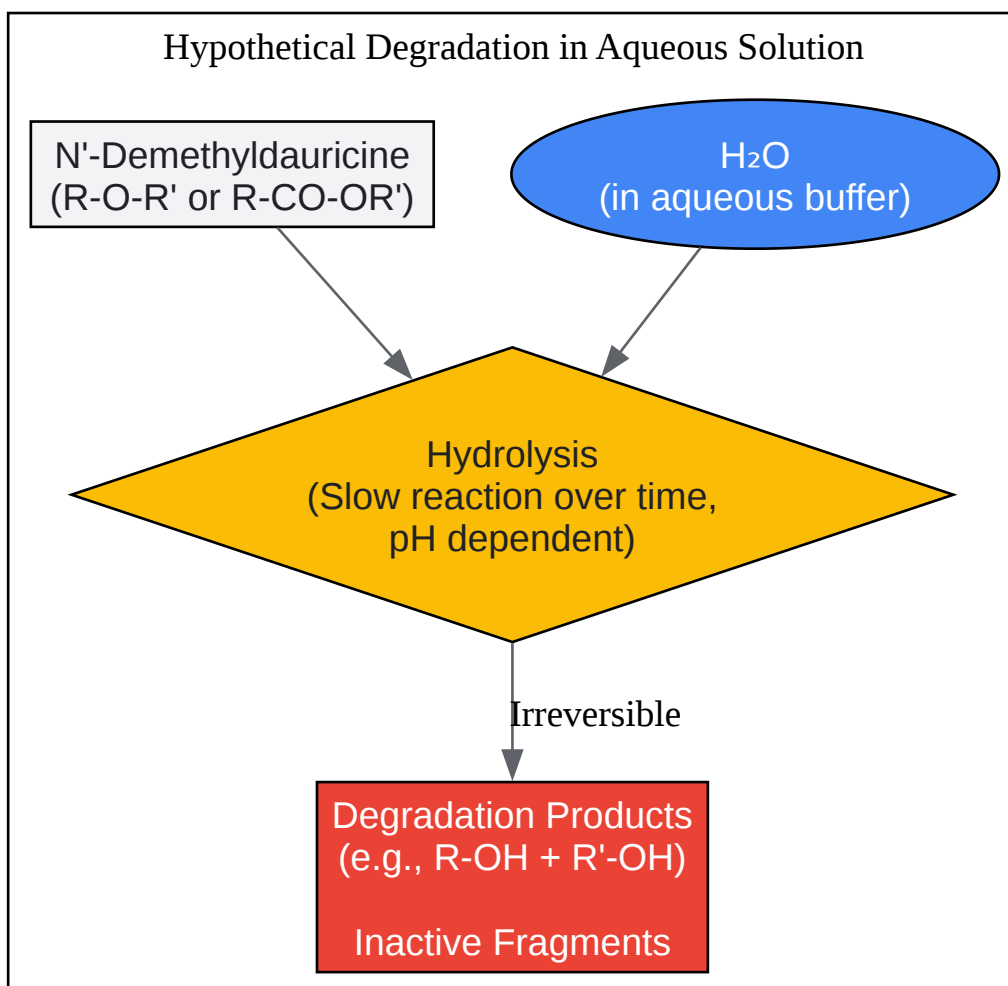 Hypothetical Degradation in Aqueous Solution
N'-Demethyldauricine
(R-O-R' or R-CO-OR')
H₂O
(in aqueous buffer)
Hydrolysis
(Slow reaction over time,
pH dependent)
Irreversible
Degradation Products
(e.g., R-OH + R'-OH)
Inactive Fragments